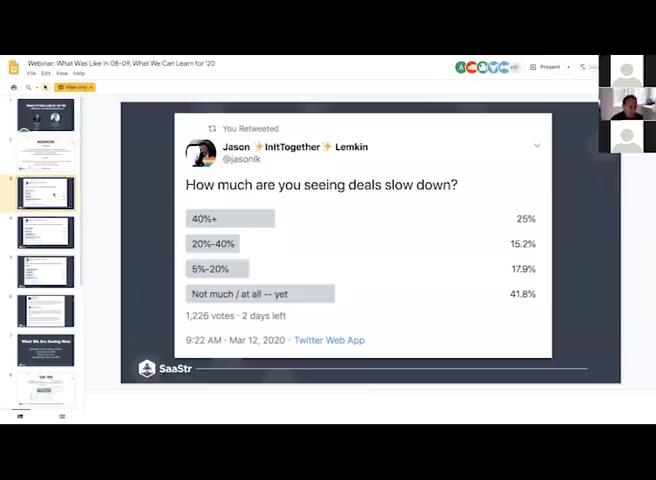 Webinar: What Was Like In 08-09, What We Can Learn for '20
File Edit View Help
View only
Present
You Retweeted
Jason ✨InItTogether✨ Lemkin
@jasonlk
How much are you seeing deals slow down?
40%+ 25%
20%-40% 15.2%
5%-20% 17.9%
Not much / at all -- yet 41.8%
1,226 votes · 2 days left
9:22 AM · Mar 12, 2020 · Twitter Web App
SaaStr
AGENDA
What We Are Seeing Now